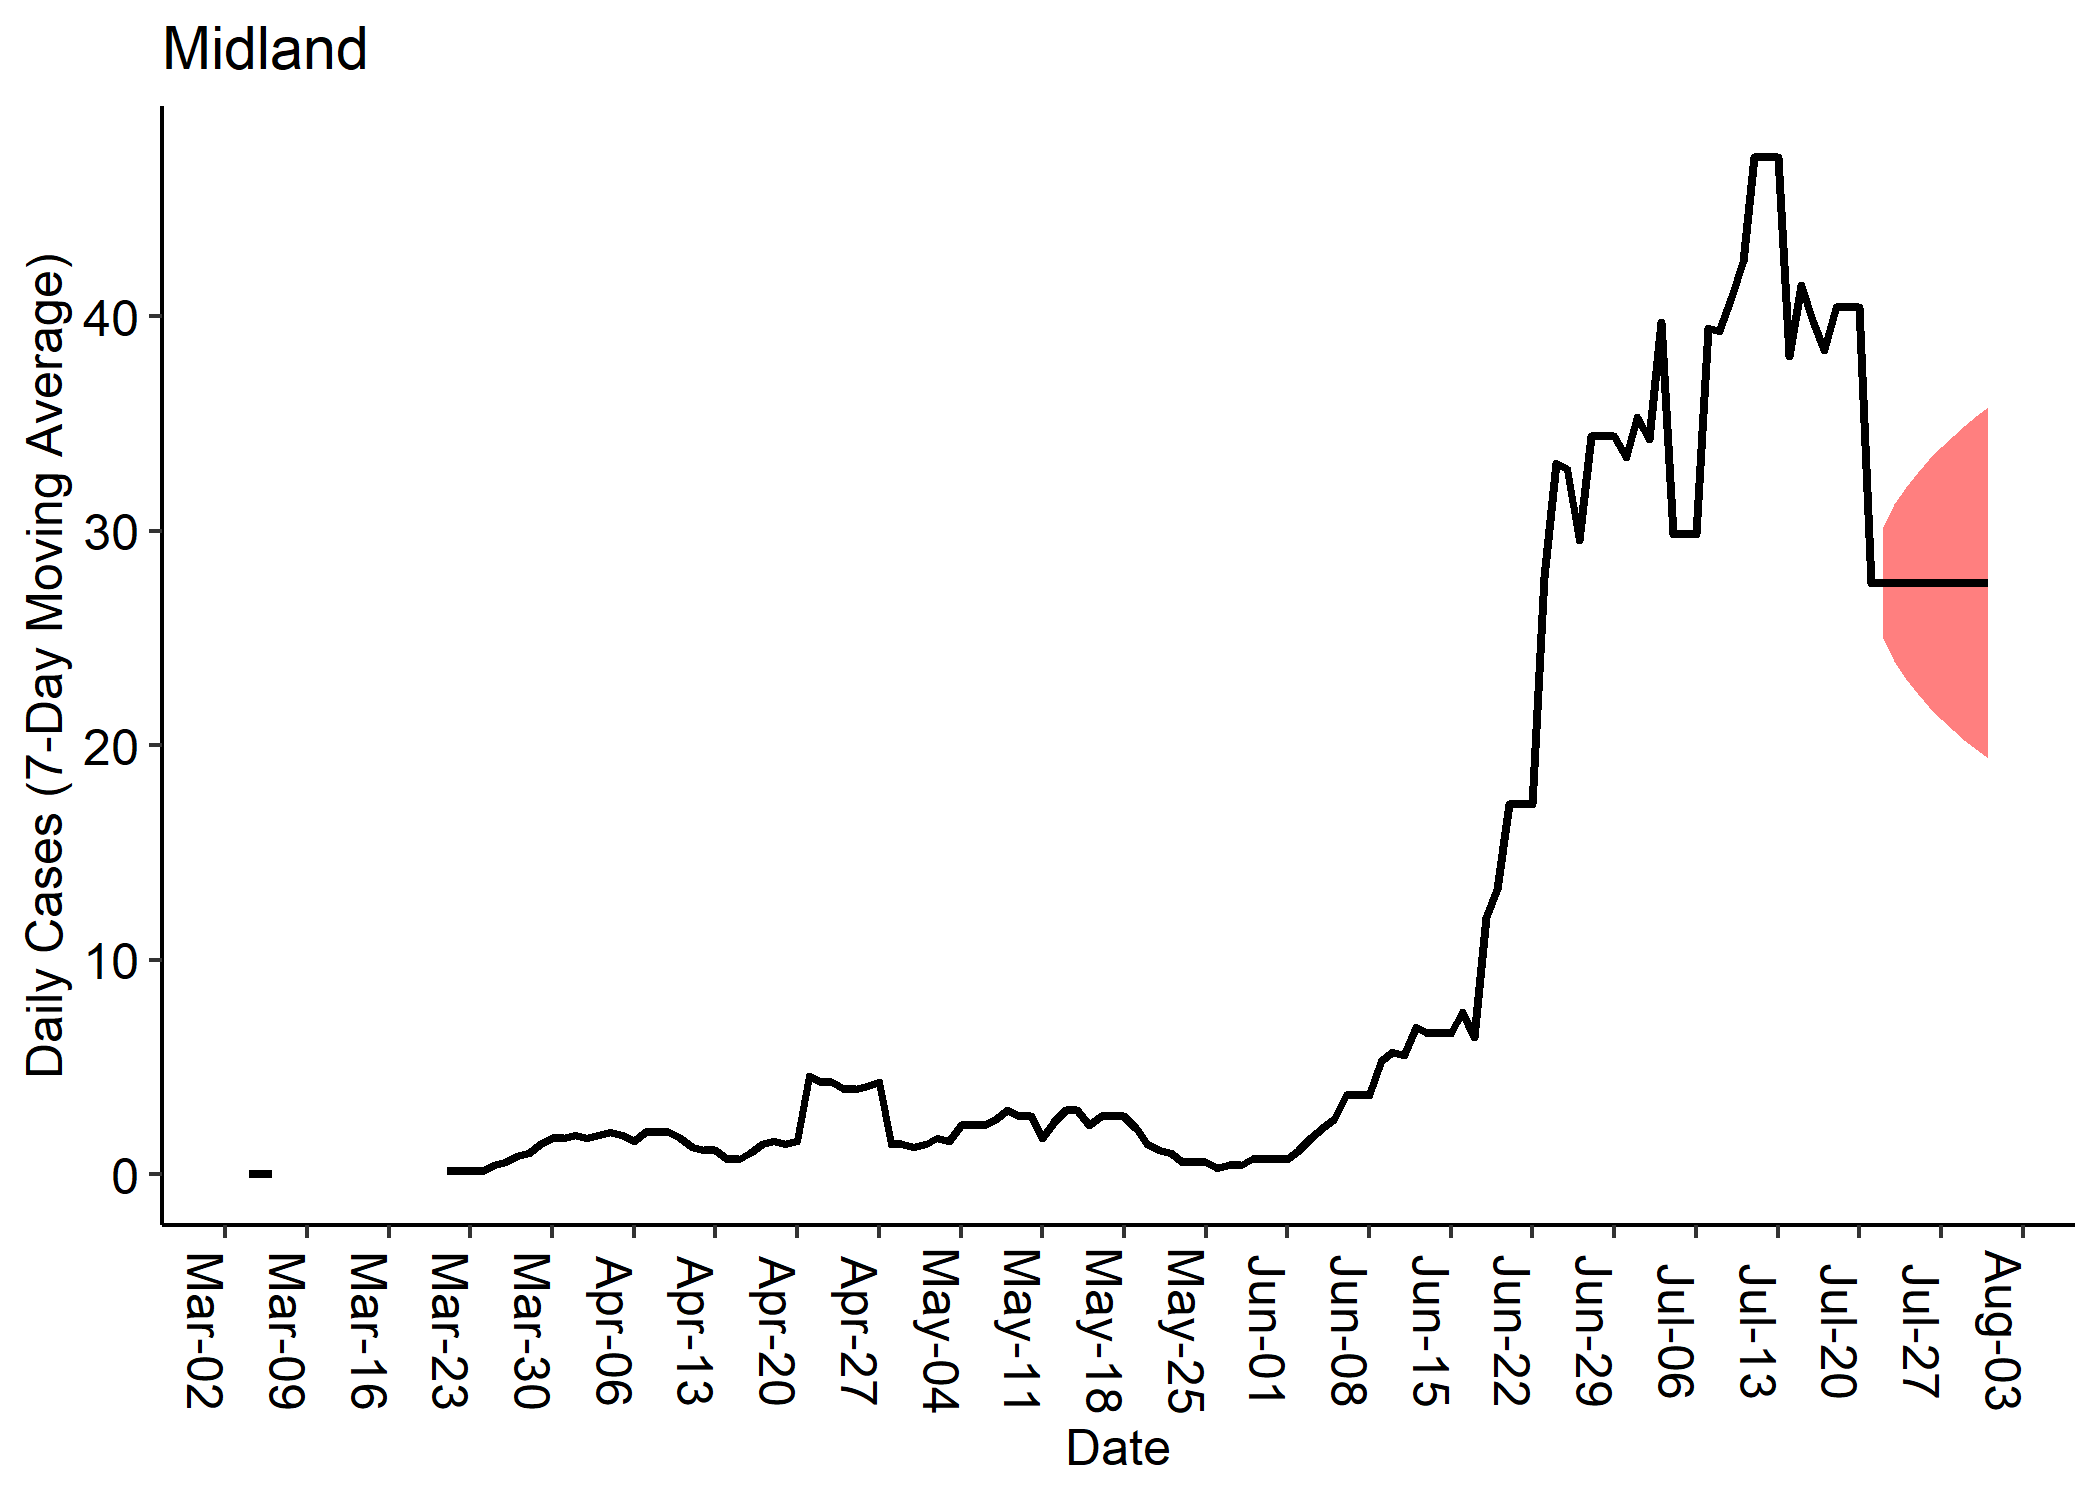 Midland
Daily Cases (7-Day Moving Average)
40
30
20
10
0
Mar-02
Mar-09
Mar-16
Mar-23
Mar-30
Apr-06
Apr-13
Apr-20
Apr-27
May-04
May-11
May-18
May-25
Jun-01
Jun-08
Jun-15
Jun-22
Jun-29
Jul-06
Jul-13
Jul-20
Jul-27
Aug-03
Date